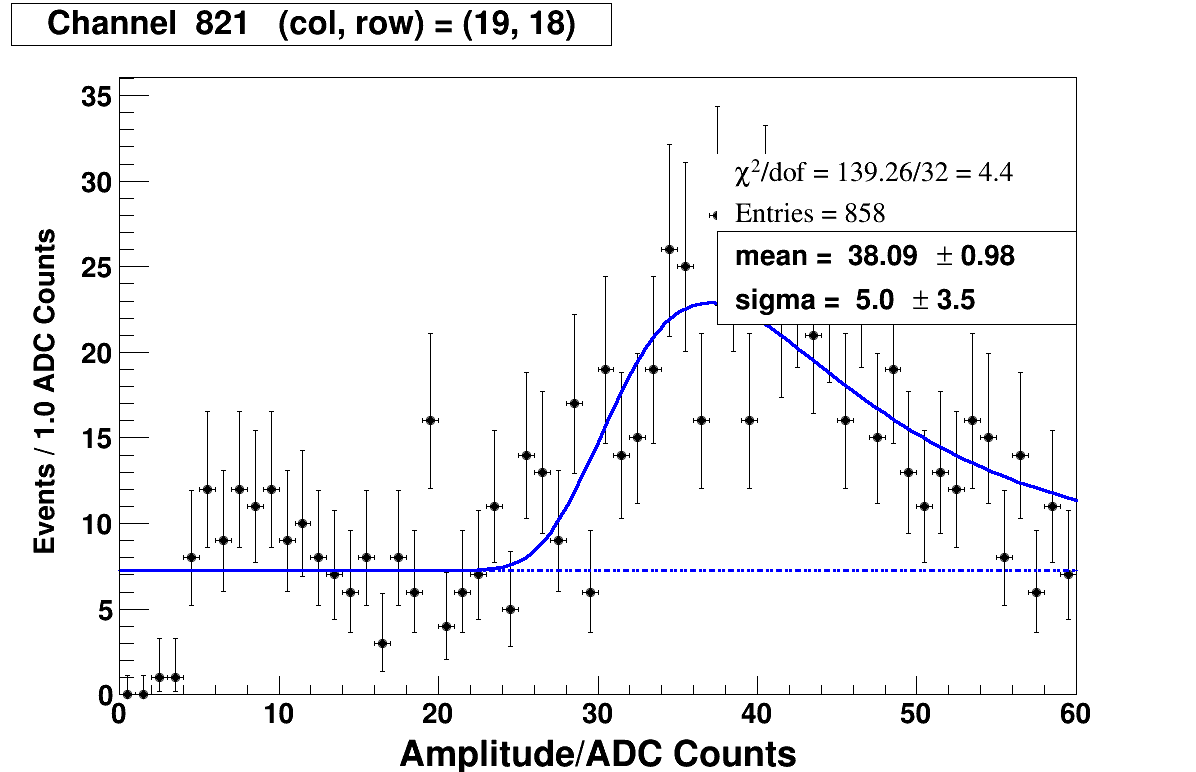 Channel 821 (col, row) = (19, 18)
35
30
25
20
15
10
5
0
Events / 1.0 ADC Counts
χ²/dof = 139.26/32 = 4.4
Entries = 858
mean = 38.09 ± 0.98
sigma = 5.0 ± 3.5
0 10 20 30 40 50 60
Amplitude/ADC Counts